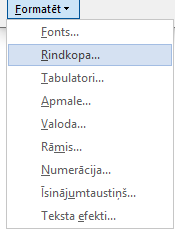 Formatēt
Fonts...
Rindkopa...
Tabulatori...
Apmale...
Valoda...
Rāmis...
Numerācija...
Īsinājumtaustiņš...
Teksta efekti...